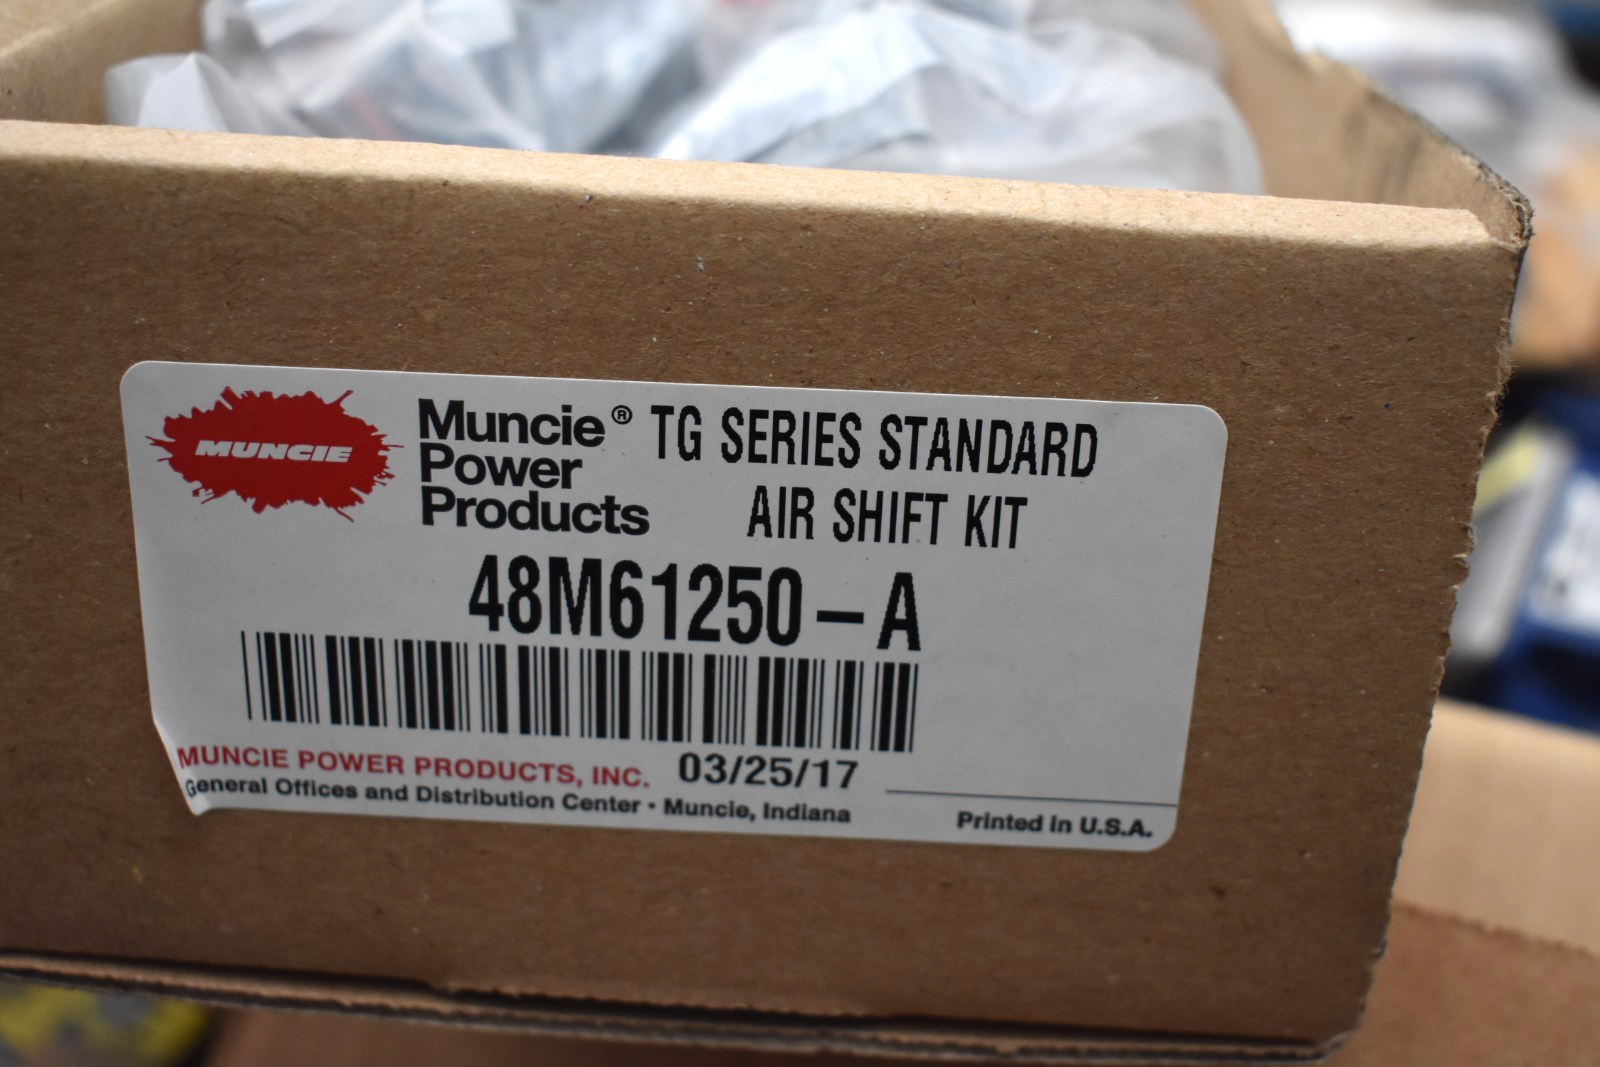 MUNCIE
Muncie®
Power
Products
TG SERIES STANDARD
AIR SHIFT KIT
48M61250-A
MUNCIE POWER PRODUCTS, INC. 03/25/17
General Offices and Distribution Center • Muncie, Indiana
Printed in U.S.A.